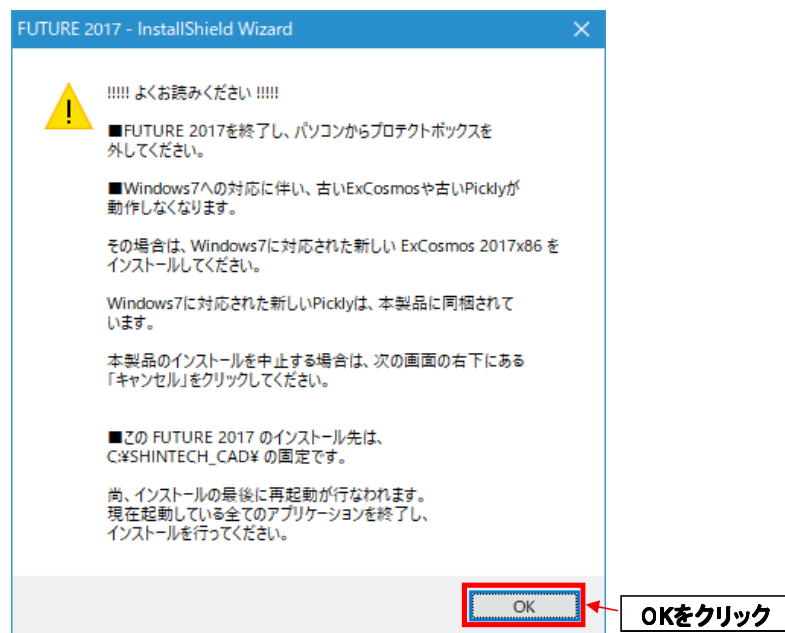 FUTURE 2017 - InstallShield Wizard
!!!!! よくお読みください !!!!!
■FUTURE 2017を終了し、パソコンからプロテクトボックスを
外してください。
■Windows7への対応に伴い、古いExCosmosや古いPicklyが
動作しなくなります。
その場合は、Windows7に対応された新しい ExCosmos 2017x86 を
インストールしてください。
Windows7に対応された新しいPicklyは、本製品に同梱されて
います。
本製品のインストールを中止する場合は、次の画面の右下にある
「キャンセル」をクリックしてください。
■この FUTURE 2017 のインストール先は、
C:¥SHINTECH_CAD¥ の固定です。
尚、インストールの最後に再起動が行なわれます。
現在起動している全てのアプリケーションを終了し、
インストールを行ってください。
OK
OKをクリック